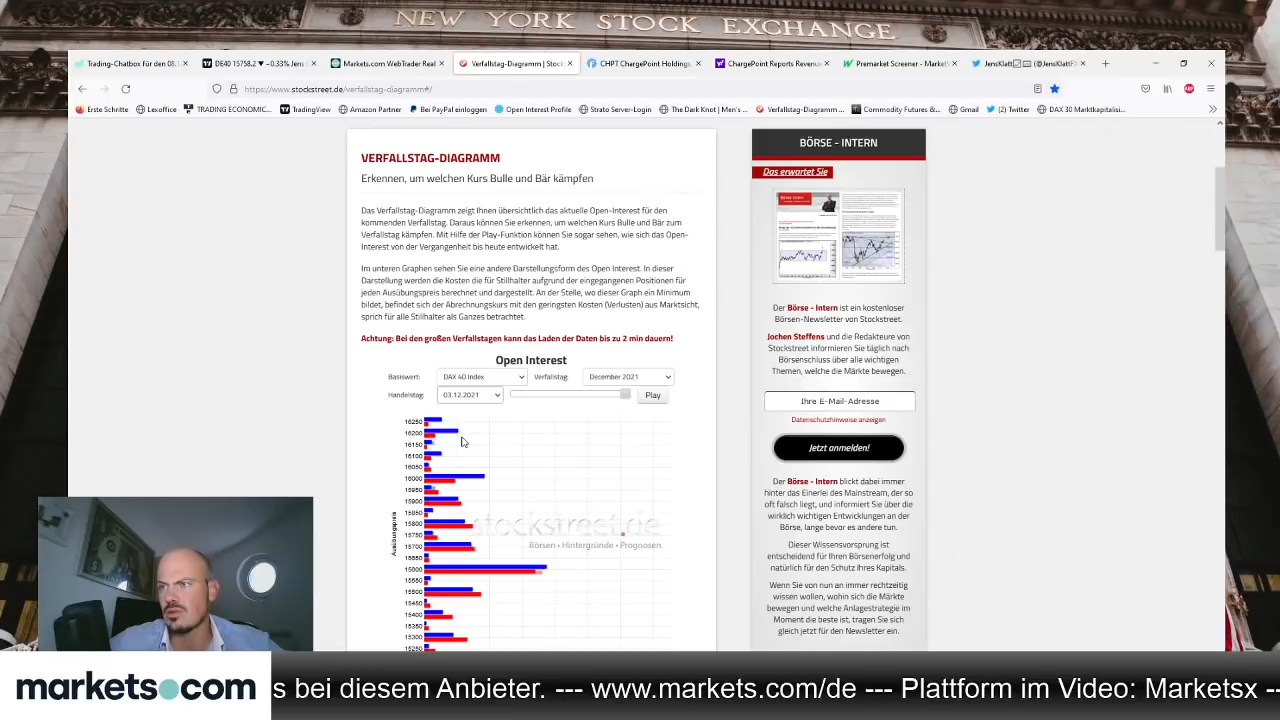 NEW YORK STOCK EXCHANGE
Trading-Chatbox für den 08.1
DE40 15758.2 ▼ −0.33% Jens
Markets.com WebTrader Real
Verfallstag-Diagramm | Stock
CHPT ChargePoint Holdings,
ChargePoint Reports Revenue
Premarket Screener - Market
https://www.stockstreet.de/verfallstag-diagramm#/
Erste Schritte
Lexoffice
TRADING ECONOMIC...
TradingView
Amazon Partner
Bei PayPal einloggen
Open Interest Profile
Strato Server-Login
The Dark Knot | Men's ...
Verfallstag-Diagramm ...
Commodity Futures &...
Gmail
(2) Twitter
DAX 30 Marktkapitalisi...
VERFALLSTAG-DIAGRAMM
Erkennen, um welchen Kurs Bulle und Bär kämpfen
Das Verfallstag-Diagramm zeigt Ihnen übersichtlich das aktuelle Open-Interest für den
kommenden Verfallstag. Daraus können Sie erkennen, um welchen Kurs Bulle und Bär zum
Verfallstag kämpfen. Mit Hilfe der Play-Funktion können Sie sogar sehen, wie sich das Open-
Interest von der Vergangenheit bis heute entwickelt hat.
Im unteren Graphen sehen Sie eine andere Darstellungsform des Open Interest. In dieser
Darstellung werden die Kosten die für Stillhalter aufgrund der eingegangenen Positionen für
jeden Ausübungspreis berechnet und dargestellt. An der Stelle, wo dieser Graph ein Minimum
bildet, befindet sich der Abrechnungskurs mit den geringsten Kosten (Verlusten) aus Marktsicht,
sprich für alle Stillhalter als Ganzes betrachtet.
Achtung: Bei den großen Verfallstagen kann das Laden der Daten bis zu 2 min dauern!
Open Interest
Basiswert: DAX 40 Index Verfallstag: December 2021
Handelstag: 03.12.2021 Play
16250
16200
16150
16100
16050
16000
15950
15900
15850
15800
15750
15700
15650
15600
15550
15500
15450
15400
15350
15300
15250
Ausübungspreis
stockstreet.de
Börsen • Hintergründe • Prognosen
BÖRSE - INTERN
Das erwartet Sie
Der Börse - Intern ist ein kostenloser
Börsen-Newsletter von Stockstreet.
Jochen Steffens und die Redakteure von
Stockstreet informieren Sie täglich nach
Börsenschluss über alle wichtigen
Themen, welche die Märkte bewegen.
Ihre E-Mail-Adresse
Datenschutzhinweise anzeigen
Jetzt anmelden!
Der Börse - Intern blickt dabei immer
hinter das Einerlei des Mainstream, der so
oft falsch liegt, und informiert Sie über die
wirklich wichtigen Entwicklungen an der
Börse, lange bevor es andere tun.
Dieser Wissensvorsprung ist
entscheidend für Ihren Börsenerfolg und
natürlich für den Schutz Ihres Kapitals.
Wenn Sie von nun an immer rechtzeitig
wissen wollen, wohin sich die Märkte
bewegen und welche Anlagestrategie im
Moment die beste ist, tragen Sie sich
gleich jetzt für den Newsletter ein.
markets.com
s bei diesem Anbieter. --- www.markets.com/de --- Plattform im Video: Marketsx --